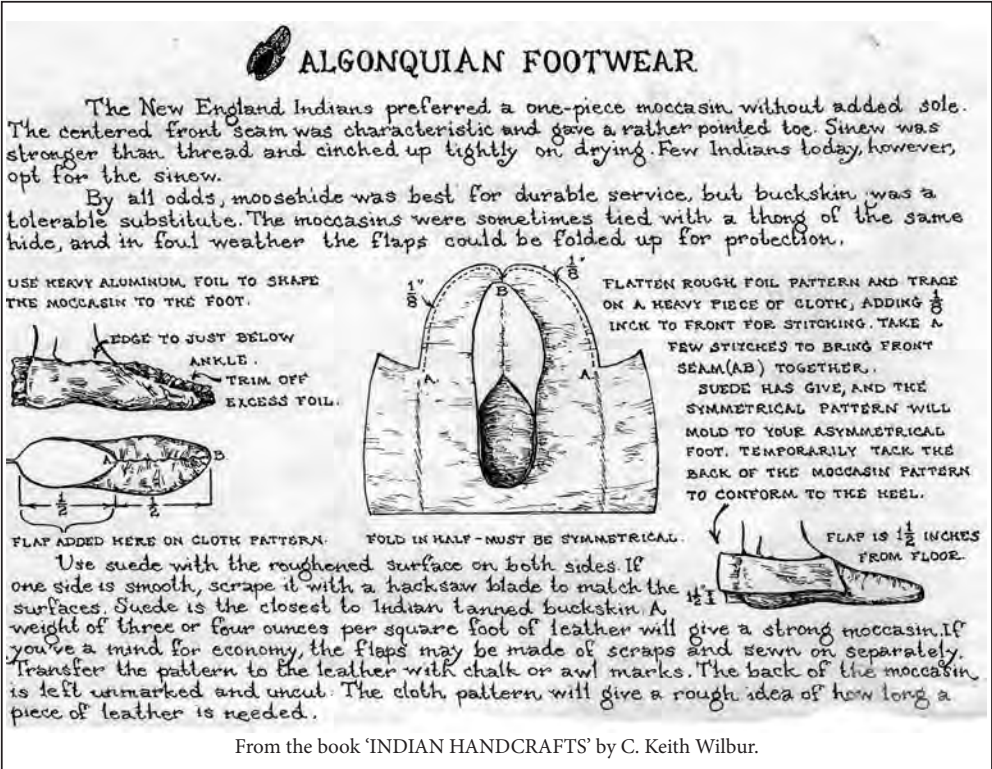 ALGONQUIAN FOOTWEAR
The New England Indians preferred a one-piece moccasin without added sole.
The centered front seam was characteristic and gave a rather pointed toe. Sinew was
stronger than thread and cinched up tightly on drying. Few Indians today, however,
opt for the sinew.
By all odds, moosehide was best for durable service, but buckskin was a
tolerable substitute. The moccasins were sometimes tied with a thong of the same
hide, and in foul weather the flaps could be folded up for protection.
USE HEAVY ALUMINUM FOIL TO SHAPE
THE MOCCASIN TO THE FOOT.
EDGE TO JUST BELOW
ANKLE.
TRIM OFF
EXCESS FOIL.
A
B
1/2
1/2
FLAP ADDED HERE ON CLOTH PATTERN.
1/8"
1/8"
B
A
A
FOLD IN HALF - MUST BE SYMMETRICAL.
FLATTEN ROUGH FOIL PATTERN AND TRACE
ON A HEAVY PIECE OF CLOTH, ADDING 1/8
INCH TO FRONT FOR STITCHING. TAKE A
FEW STITCHES TO BRING FRONT
SEAM (AB) TOGETHER.
SUEDE HAS GIVE, AND THE
SYMMETRICAL PATTERN WILL
MOLD TO YOUR ASYMMETRICAL
FOOT. TEMPORARILY TACK THE
BACK OF THE MOCCASIN PATTERN
TO CONFORM TO THE HEEL.
FLAP IS 1 1/2 INCHES
FROM FLOOR.
1 1/2"
Use suede with the roughened surface on both sides. If
one side is smooth, scrape it with a hacksaw blade to match the
surfaces. Suede is the closest to Indian tanned buckskin. A
weight of three or four ounces per square foot of leather will give a strong moccasin. If
you've a mind for economy, the flaps may be made of scraps and sewn on separately.
Transfer the pattern to the leather with chalk or awl marks. The back of the moccasin
is left unmarked and uncut. The cloth pattern will give a rough idea of how long a
piece of leather is needed.
From the book 'INDIAN HANDCRAFTS' by C. Keith Wilbur.